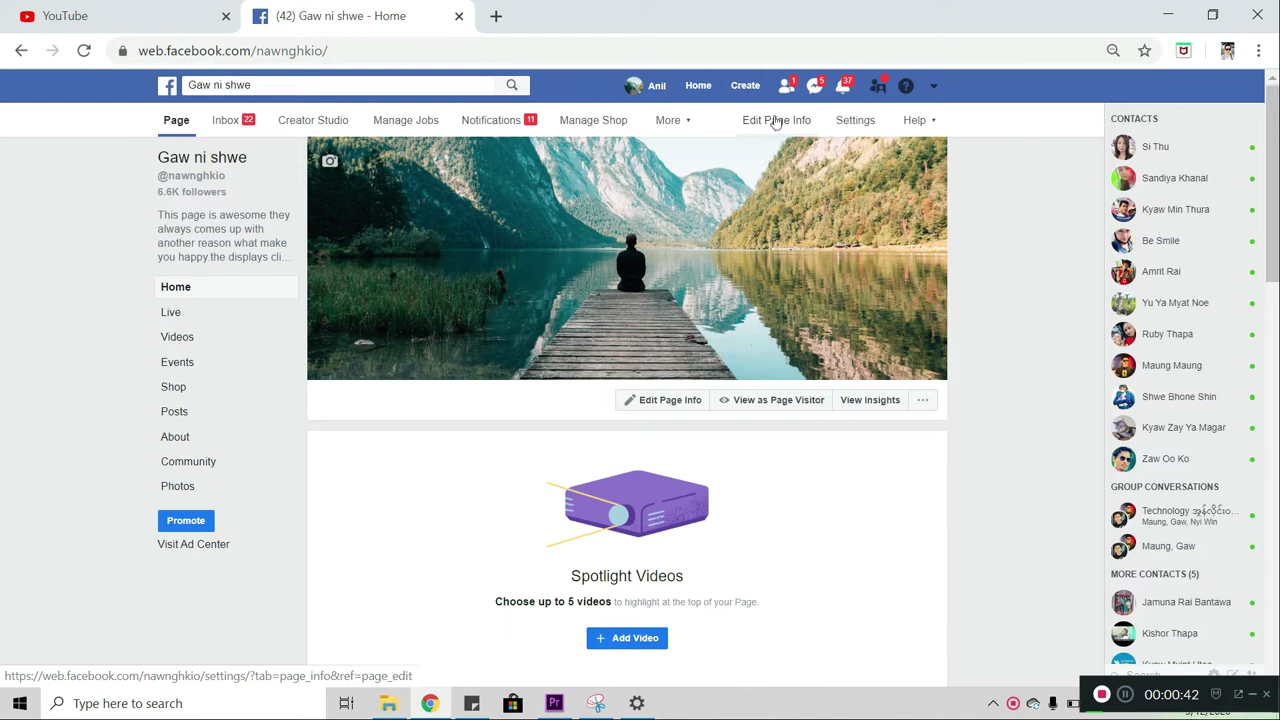 YouTube
(42) Gaw ni shwe - Home
web.facebook.com/nawnghkio/
Gaw ni shwe
Anil
Home
Create
1
5
37
Page
Inbox 22
Creator Studio
Manage Jobs
Notifications 11
Manage Shop
More
Edit Page Info
Settings
Help
Gaw ni shwe
@nawnghkio
6.6K followers
This page is awesome they
always comes up with
another reason what make
you happy.the displays cli...
Home
Live
Videos
Events
Shop
Posts
About
Community
Photos
Promote
Visit Ad Center
Edit Page Info
View as Page Visitor
View Insights
Spotlight Videos
Choose up to 5 videos to highlight at the top of your Page.
Add Video
CONTACTS
Si Thu
Sandiya Khanal
Kyaw Min Thura
Be Smile
Amrit Rai
Yu Ya Myat Noe
Ruby Thapa
Maung Maung
Shwe Bhone Shin
Kyaw Zay Ya Magar
Zaw Oo Ko
GROUP CONVERSATIONS
Technology
Maung, Gaw, Nyi Win
Maung, Gaw
MORE CONTACTS (5)
Jamuna Rai Bantawa
Kishor Thapa
Search
https://web.facebook.com/nawnghkio/settings/?tab=page_info&ref=page_edit
Type here to search
Pr
00:00:42